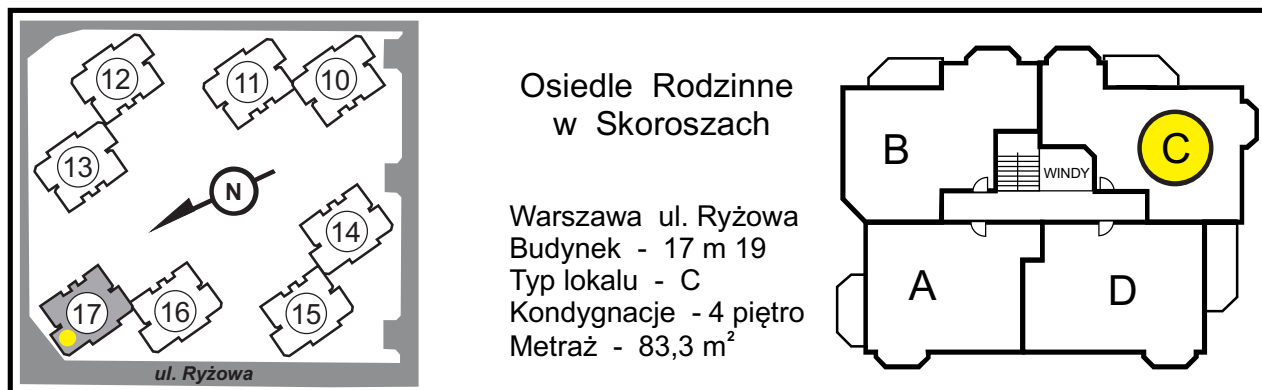 12
11
10
13
N
14
17
16
15
ul. Ryżowa
Osiedle Rodzinne
w Skoroszach
Warszawa ul. Ryżowa
Budynek - 17 m 19
Typ lokalu - C
Kondygnacje - 4 piętro
Metraż - 83,3 m²
B
C
WINDY
A
D